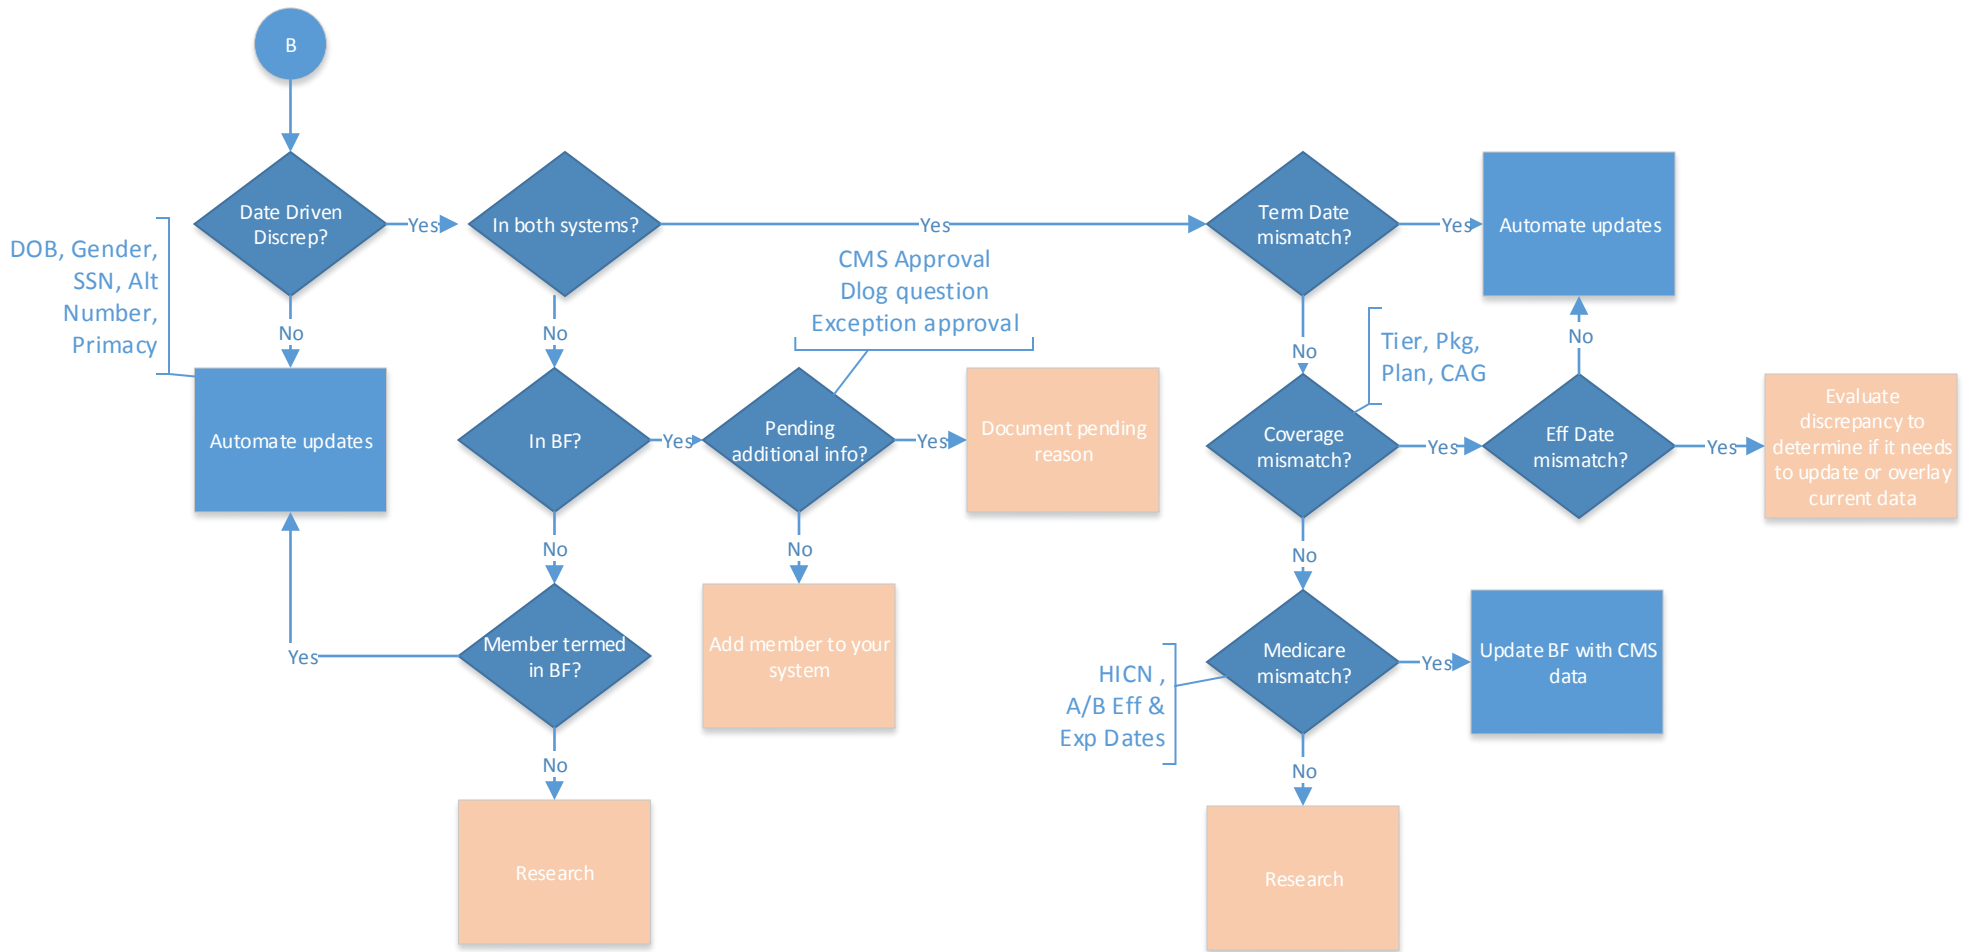 B
Date Driven
Discrep?
Yes
In both systems?
Yes
Term Date
mismatch?
Yes
Automate updates
DOB, Gender,
SSN, Alt
Number,
Primacy
No
No
CMS Approval
Dlog question
Exception approval
No
Tier, Pkg,
Plan, CAG
No
Automate updates
In BF?
Yes
Pending
additional info?
Yes
Document pending
reason
Coverage
mismatch?
Yes
Eff Date
mismatch?
Yes
Evaluate
discrepancy to
determine if it needs
to update or overlay
current data
No
No
No
Yes
Member termed
in BF?
Add member to your
system
HICN ,
A/B Eff &
Exp Dates
Medicare
mismatch?
Yes
Update BF with CMS
data
No
No
Research
Research